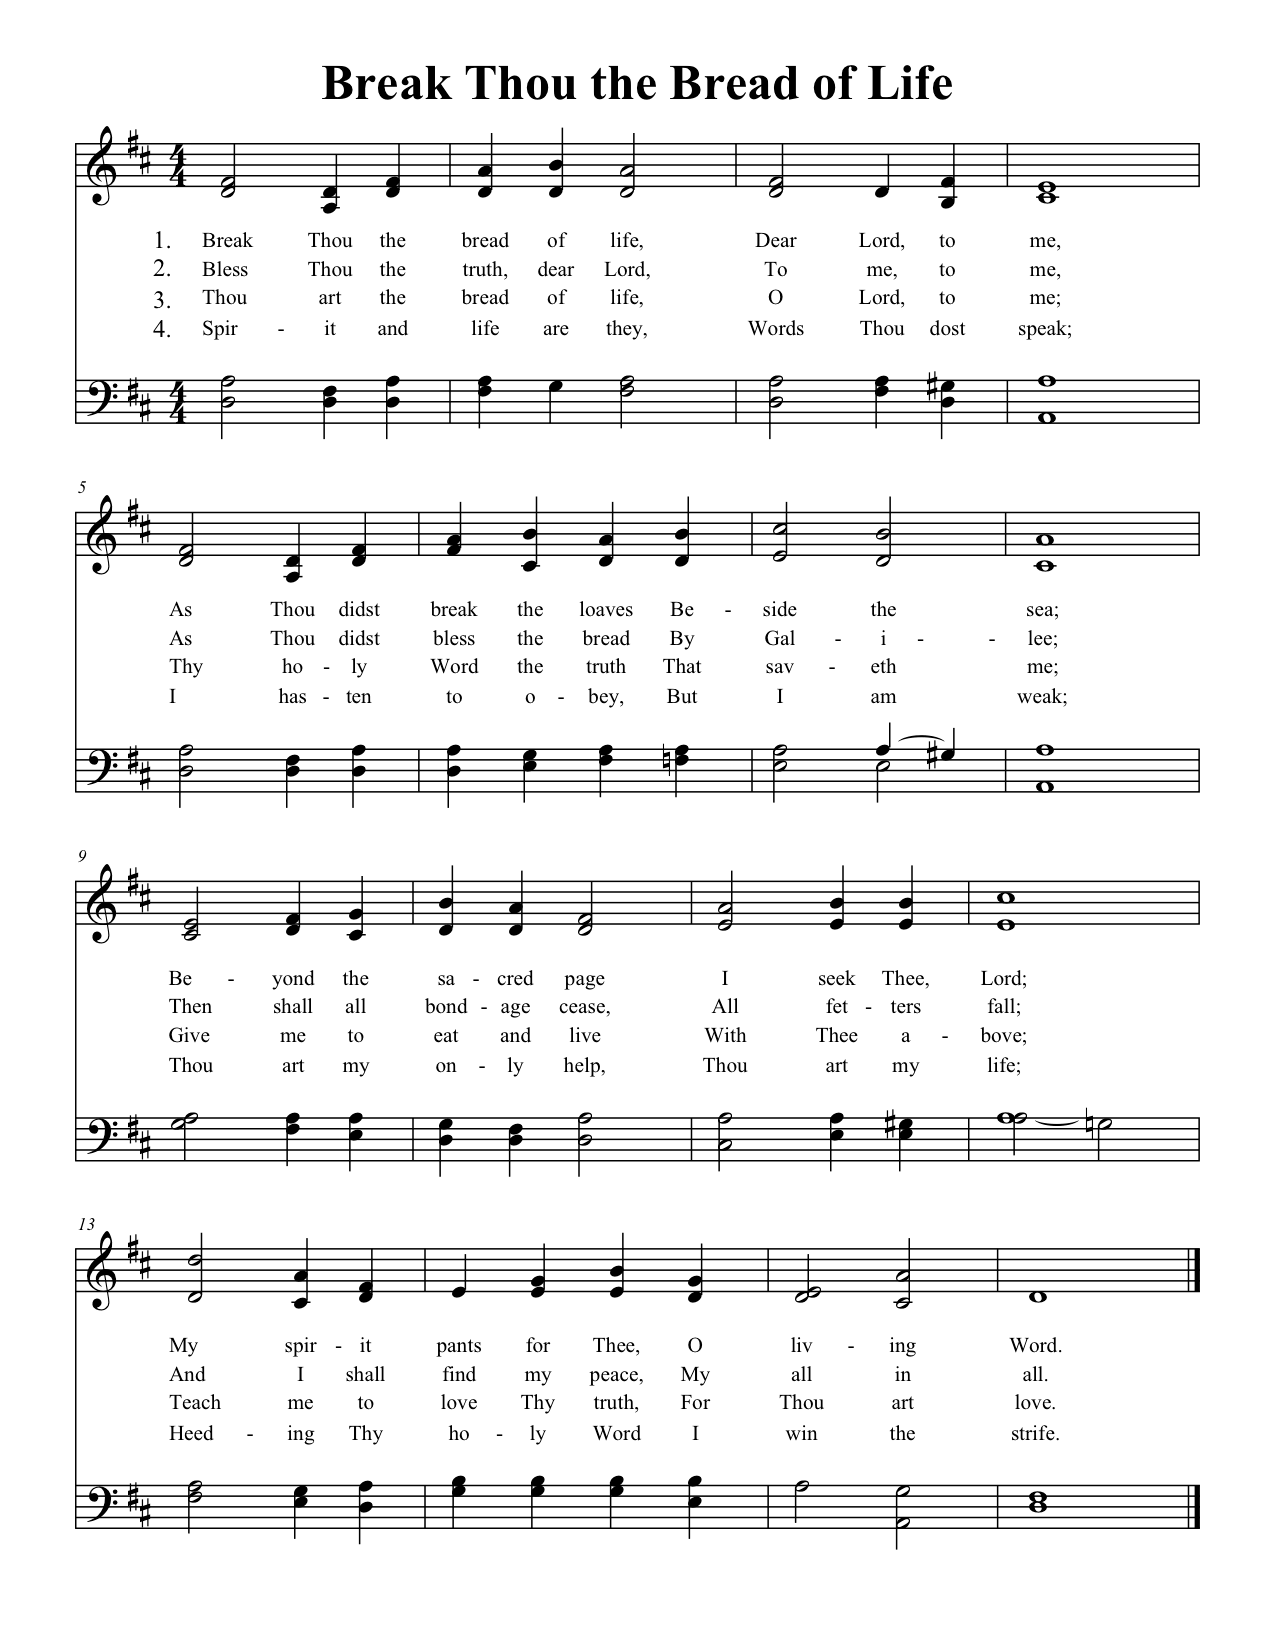 Break Thou the Bread of Life
4 4
1. Break Thou the bread of life, Dear Lord, to me,
2. Bless Thou the truth, dear Lord, To me, to me,
3. Thou art the bread of life, O Lord, to me;
4. Spir - it and life are they, Words Thou dost speak;
4 4
5
As Thou didst break the loaves Be - side the sea;
As Thou didst bless the bread By Gal - i - - lee;
Thy ho - ly Word the truth That sav - eth me;
I has - ten to o - bey, But I am weak;
9
Be - yond the sa - cred page I seek Thee, Lord;
Then shall all bond - age cease, All fet - ters fall;
Give me to eat and live With Thee a - bove;
Thou art my on - ly help, Thou art my life;
13
My spir - it pants for Thee, O liv - ing Word.
And I shall find my peace, My all in all.
Teach me to love Thy truth, For Thou art love.
Heed - ing Thy ho - ly Word I win the strife.